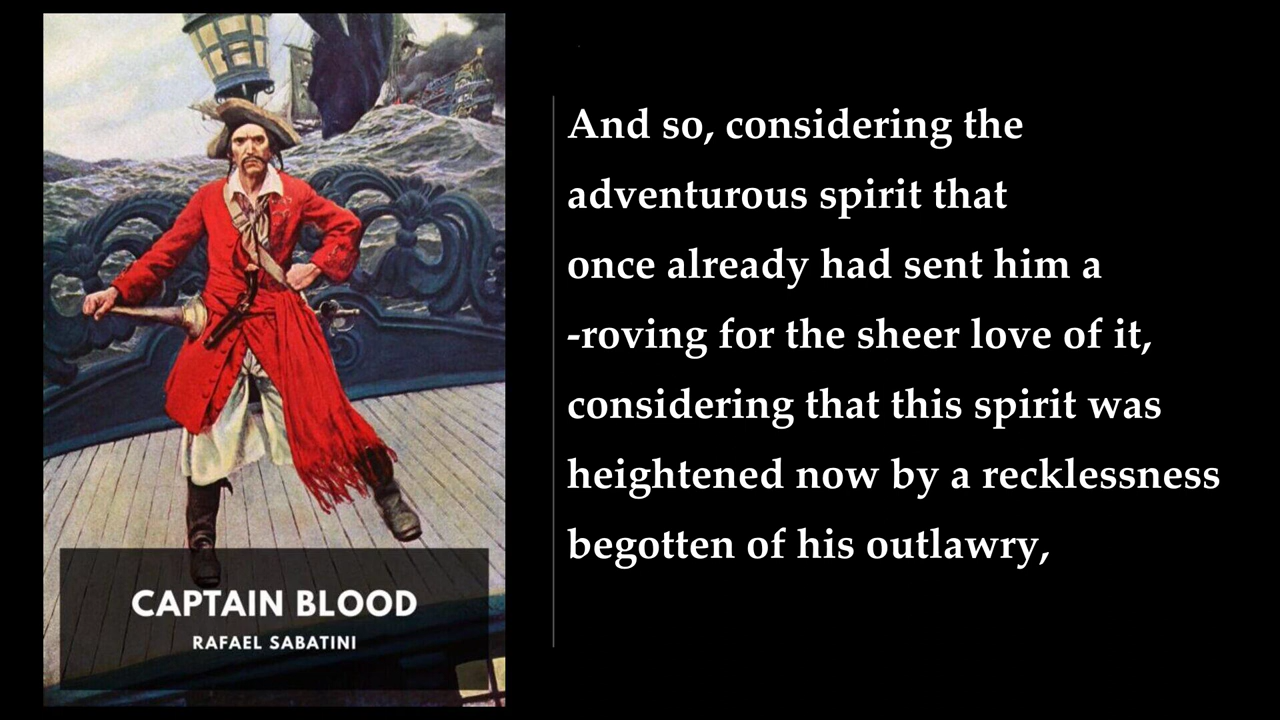 CAPTAIN BLOOD
RAFAEL SABATINI
And so, considering the
adventurous spirit that
once already had sent him a
-roving for the sheer love of it,
considering that this spirit was
heightened now by a recklessness
begotten of his outlawry,